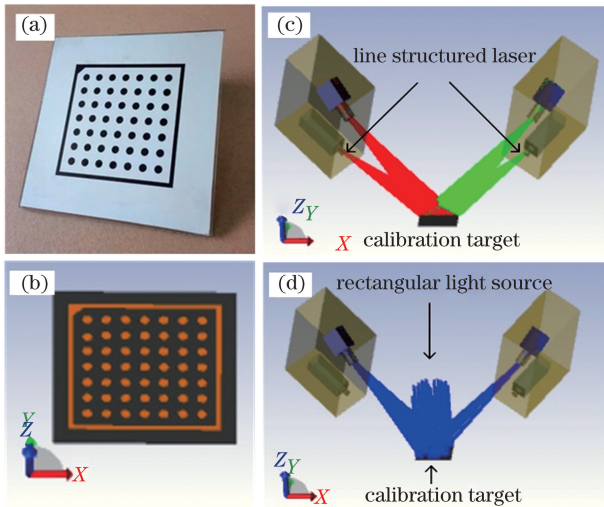 (a)
(c)
line structured laser
Z
Y
X
calibration target
(b)
Y
Z
X
(d)
rectangular light source
Z
Y
X
calibration target